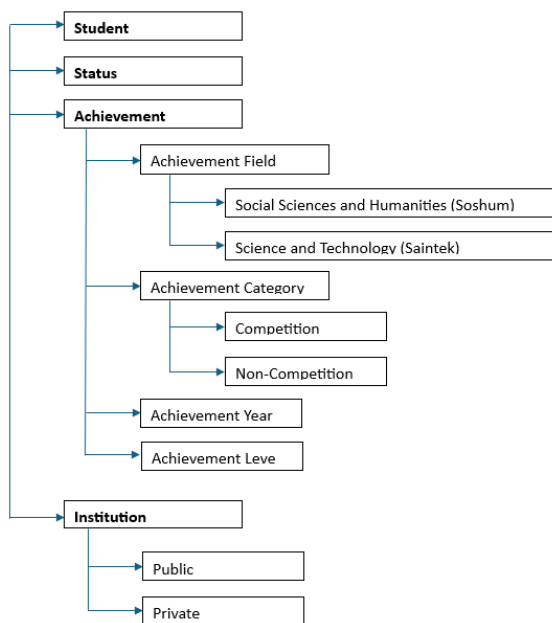 Student
Status
Achievement
Achievement Field
Social Sciences and Humanities (Soshum)
Science and Technology (Saintek)
Achievement Category
Competition
Non-Competition
Achievement Year
Achievement Leve
Institution
Public
Private